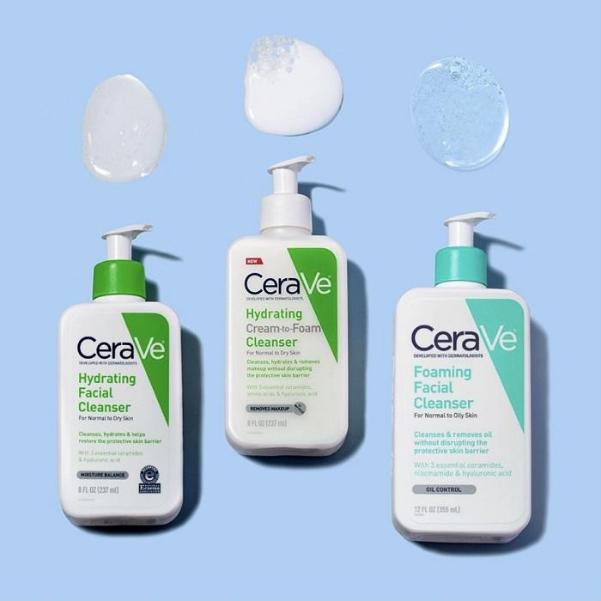 CeraVe
DEVELOPED WITH DERMATOLOGISTS
Hydrating
Facial
Cleanser
For Normal to Dry Skin
Cleanses, hydrates & helps
restore the protective skin barrier
With 3 essential ceramides
& hyaluronic acid
MOISTURE BALANCE
8 FL OZ (237 ml)
NEW
CeraVe
DEVELOPED WITH DERMATOLOGISTS
Hydrating
Cream-to-Foam
Cleanser
For Normal to Dry Skin
Cleanses, hydrates & removes
makeup without disrupting
the protective skin barrier
With 3 essential ceramides,
amino acids & hyaluronic acid
REMOVES MAKEUP
8 FL OZ (237 ml)
CeraVe
DEVELOPED WITH DERMATOLOGISTS
Foaming
Facial
Cleanser
For Normal to Oily Skin
Cleanses & removes oil
without disrupting the
protective skin barrier
With 3 essential ceramides,
niacinamide & hyaluronic acid
OIL CONTROL
12 FL OZ (355 mL)